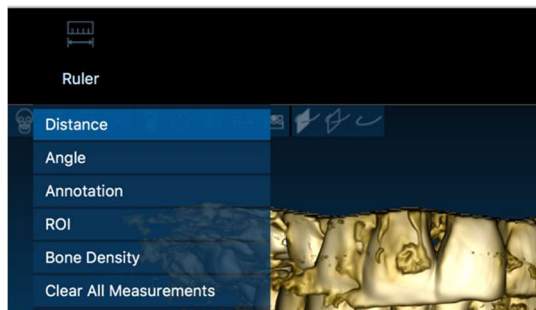 Ruler
Distance
Angle
Annotation
ROI
Bone Density
Clear All Measurements